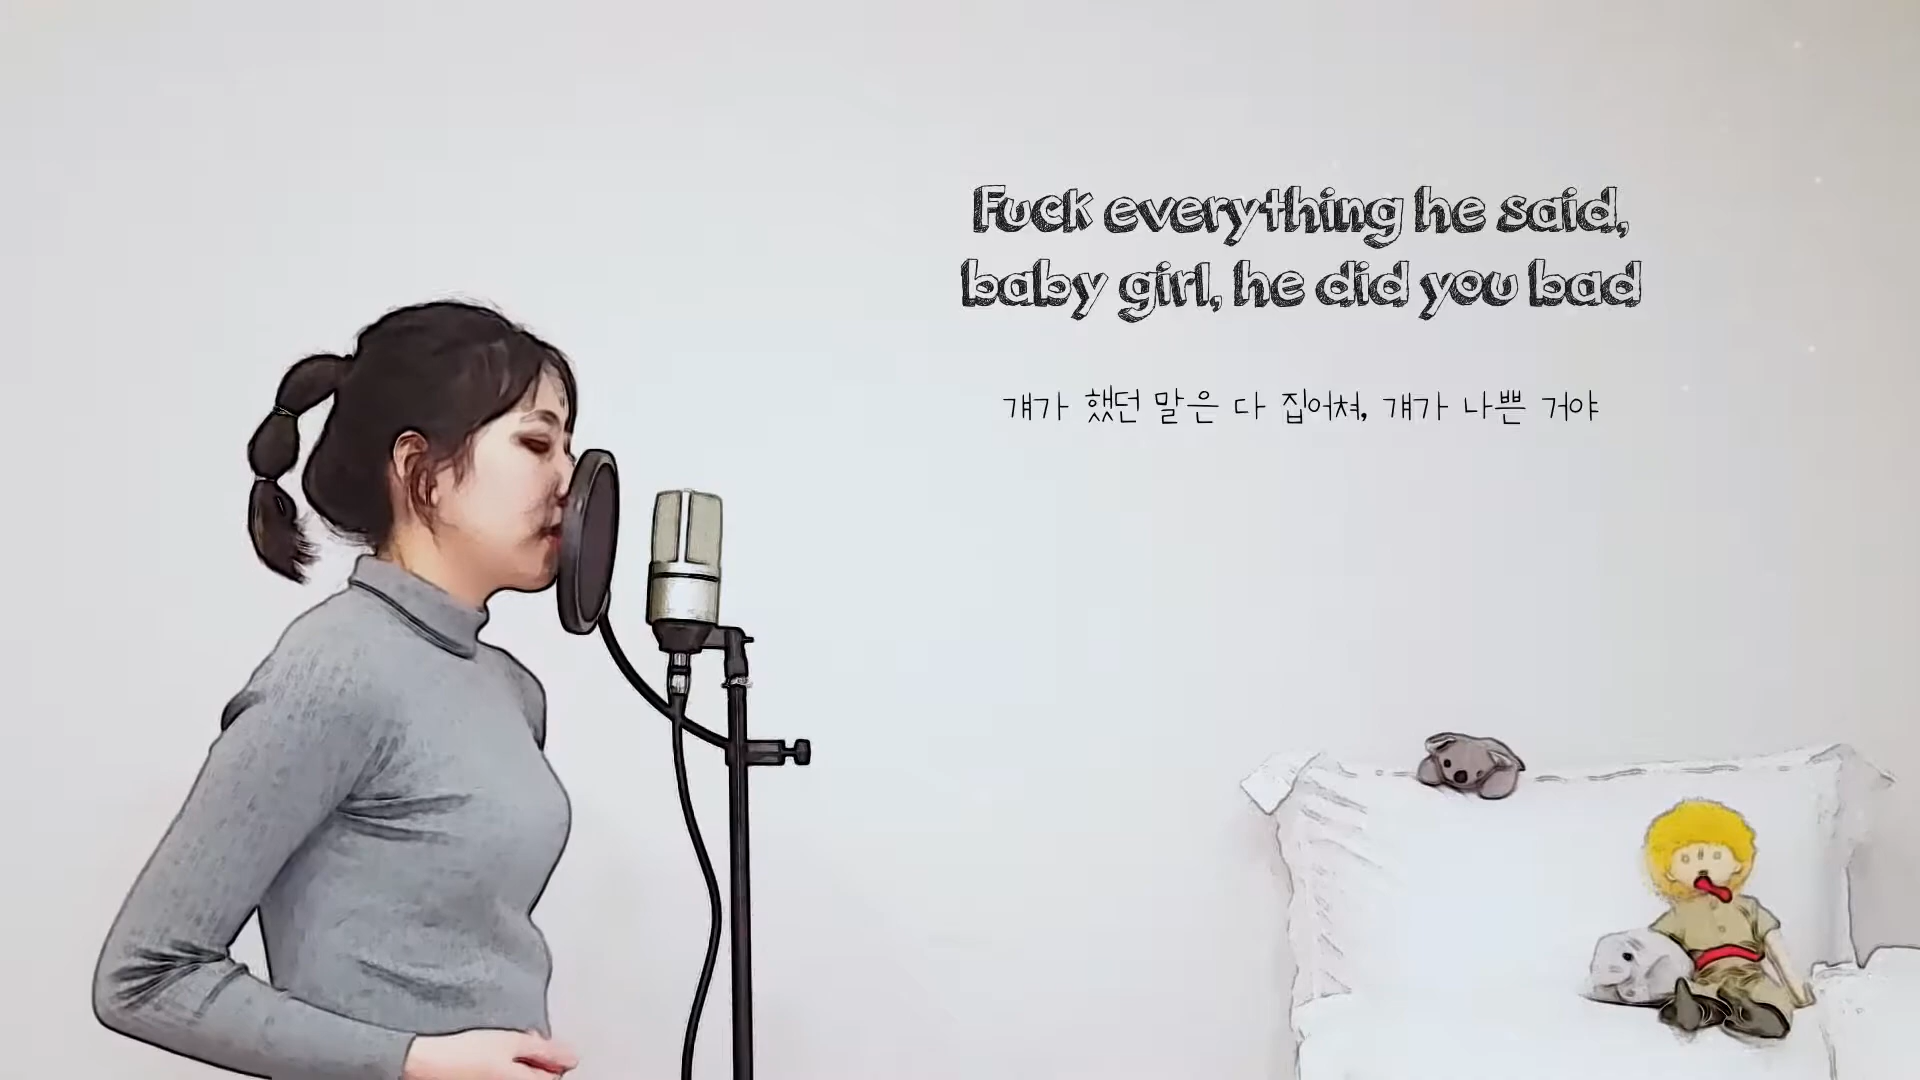 Fuck everything he said,
baby girl, he did you bad
걔가 했던 말은 다 집어쳐, 걔가 나쁜 거야